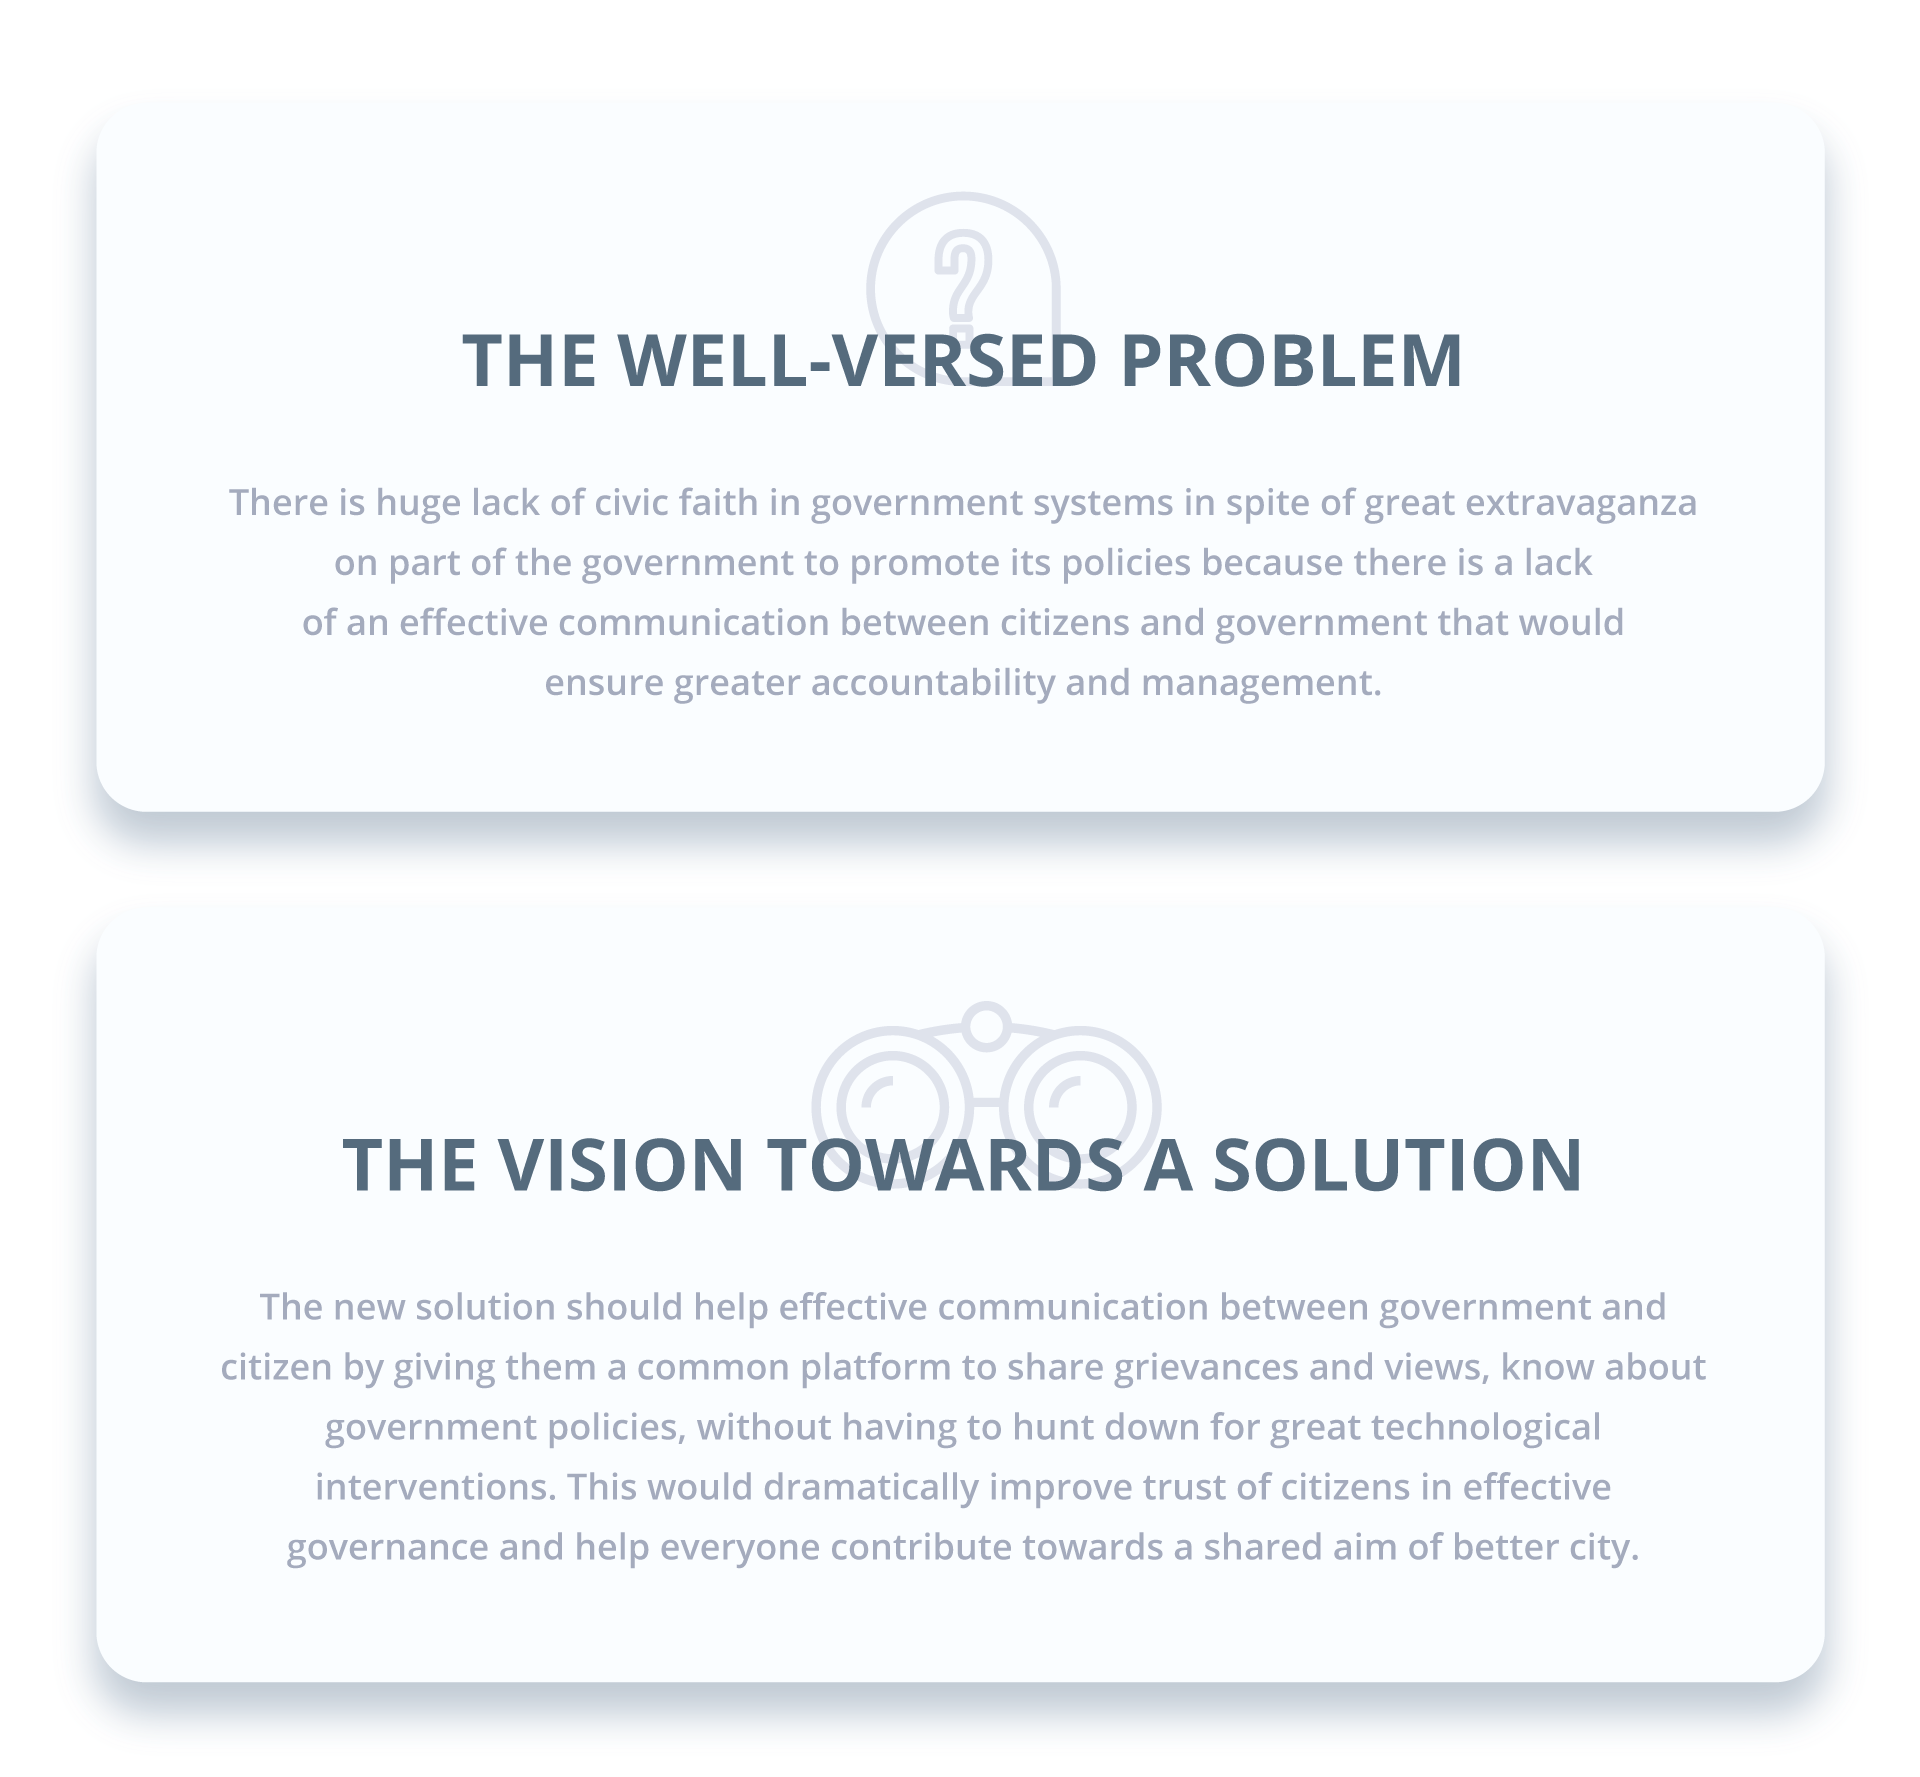 THE WELL-VERSED PROBLEM
There is huge lack of civic faith in government systems in spite of great extravaganza
on part of the government to promote its policies because there is a lack
of an effective communication between citizens and government that would
ensure greater accountability and management.
THE VISION TOWARDS A SOLUTION
The new solution should help effective communication between government and
citizen by giving them a common platform to share grievances and views, know about
government policies, without having to hunt down for great technological
interventions. This would dramatically improve trust of citizens in effective
governance and help everyone contribute towards a shared aim of better city.